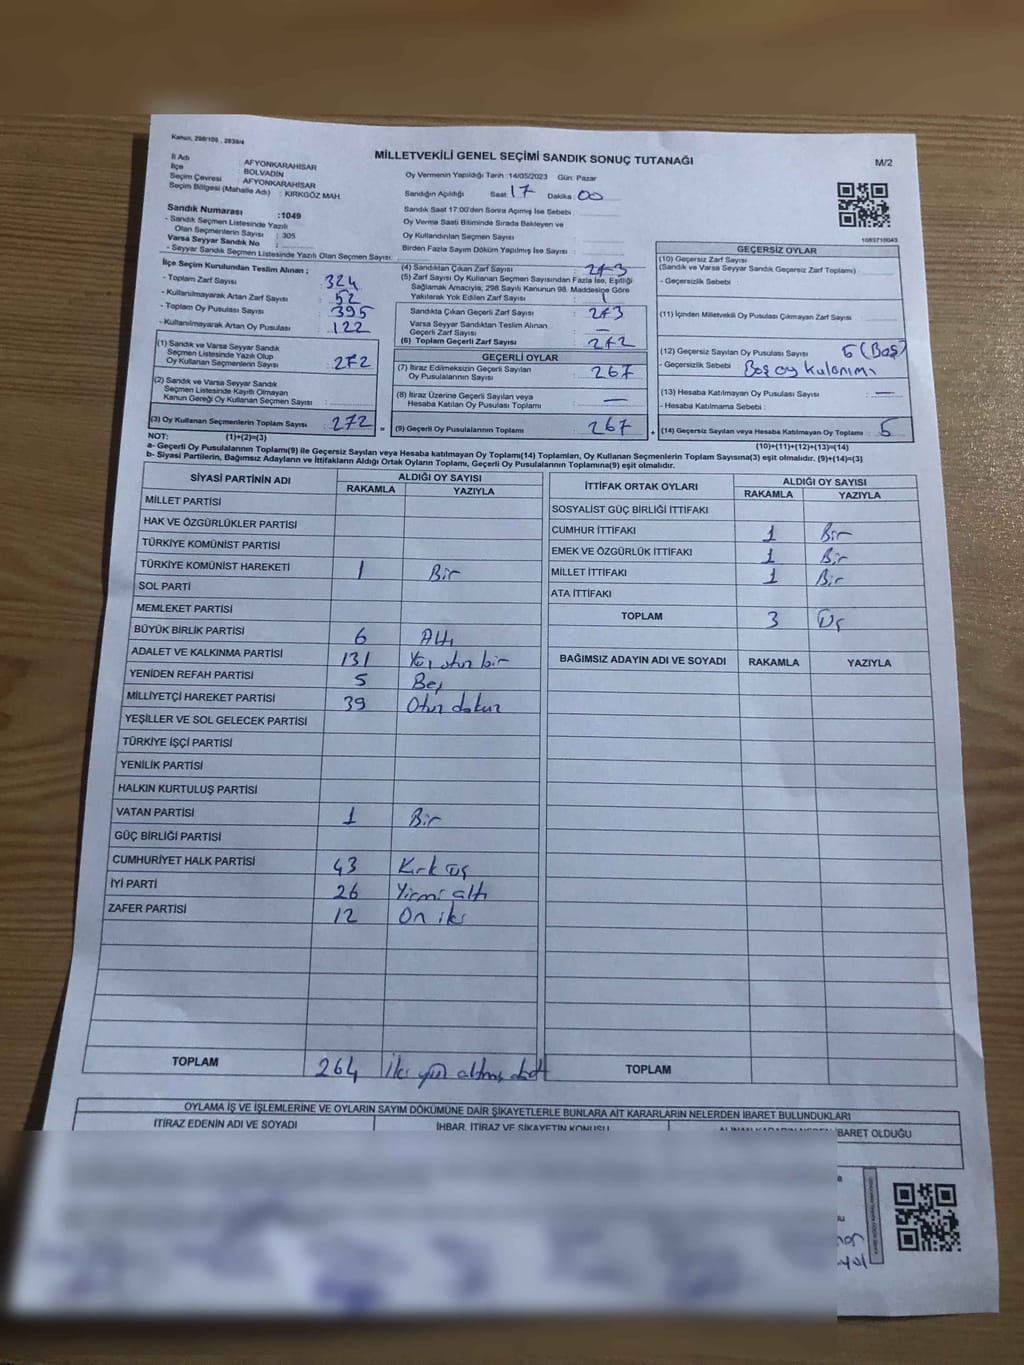 Kanun, 298/105 , 2839/4
MİLLETVEKİLİ GENEL SEÇİMİ SANDIK SONUÇ TUTANAĞI
M/2
İl Adı : AFYONKARAHİSAR
İlçe : BOLVADİN
Seçim Çevresi : AFYONKARAHİSAR
Seçim Bölgesi (Mahalle Adı) : KIRKGÖZ MAH.
Oy Vermenin Yapıldığı Tarih :14/05/2023 Gün: Pazar
Sandığın Açıldığı Saat 17 Dakika 00
Sandık Numarası :1049
- Sandık Seçmen Listesinde Yazılı
Olan Seçmenlerin Sayısı : 305
Varsa Seyyar Sandık No :
- Seyyar Sandık Seçmen Listesinde Yazılı Olan Seçmen Sayısı:
Sandık Saat 17:00'den Sonra Açılmış İse Sebebi :
Oy Verme Saati Bitiminde Sırada Bekleyen ve
Oy Kullandırılan Seçmen Sayısı
Birden Fazla Sayım Döküm Yapılmış İse Sayısı :
1083710043
İlçe Seçim Kurulundan Teslim Alınan ;
- Toplam Zarf Sayısı : 324
- Kullanılmayarak Artan Zarf Sayısı : 52
- Toplam Oy Pusulası Sayısı : 395
- Kullanılmayarak Artan Oy Pusulası : 122
(1) Sandık ve Varsa Seyyar Sandık
Seçmen Listesinde Yazılı Olup
Oy Kullanan Seçmenlerin Sayısı : 272
(2) Sandık ve Varsa Seyyar Sandık
Seçmen Listesinde Kayıtlı Olmayan
Kanun Gereği Oy Kullanan Seçmen Sayısı :
(3) Oy Kullanan Seçmenlerin Toplam Sayısı : 272 =
(4) Sandıktan Çıkan Zarf Sayısı : 273
(5) Zarf Sayısı Oy Kullanan Seçmen Sayısından Fazla İse, Eşitliği
Sağlamak Amacıyla, 298 Sayılı Kanunun 98. Maddesine Göre
Yakılarak Yok Edilen Zarf Sayısı : 1
Sandıkta Çıkan Geçerli Zarf Sayısı : 273
Varsa Seyyar Sandıktan Teslim Alınan
Geçerli Zarf Sayısı : —
(6) Toplam Geçerli Zarf Sayısı : 272
GEÇERLİ OYLAR
(7) İtiraz Edilmeksizin Geçerli Sayılan
Oy Pusulalarının Sayısı : 267
(8) İtiraz Üzerine Geçerli Sayılan veya
Hesaba Katılan Oy Pusulası Toplamı : —
(9) Geçerli Oy Pusulalarının Toplamı : 267 +
GEÇERSİZ OYLAR
(10) Geçersiz Zarf Sayısı
(Sandık ve Varsa Seyyar Sandık Geçersiz Zarf Toplamı) :
- Geçersizlik Sebebi :
(11) İçinden Milletvekili Oy Pusulası Çıkmayan Zarf Sayısı :
(12) Geçersiz Sayılan Oy Pusulası Sayısı : 5 (Boş)
- Geçersizlik Sebebi : Boş oy kulanımı
(13) Hesaba Katılmayan Oy Pusulası Sayısı : —
- Hesaba Katılmama Sebebi :
(14) Geçersiz Sayılan veya Hesaba Katılmayan Oy Toplamı : 5
NOT: (1)+(2)=(3) (10)+(11)+(12)+(13)=(14)
a- Geçerli Oy Pusulalarının Toplamı(9) ile Geçersiz Sayılan veya Hesaba katılmayan Oy Toplamı(14) Toplamları, Oy Kullanan Seçmenlerin Toplam Sayısıma(3) eşit olmalıdır. (9)+(14)=(3)
b- Siyasi Partilerin, Bağımsız Adayların ve İttifakların Aldığı Ortak Oyların Toplamı, Geçerli Oy Pusulalarının Toplamına(9) eşit olmalıdır.
SİYASİ PARTİNİN ADI ALDIĞI OY SAYISI
RAKAMLA YAZIYLA
MİLLET PARTİSİ
HAK VE ÖZGÜRLÜKLER PARTİSİ
TÜRKİYE KOMÜNİST PARTİSİ
TÜRKİYE KOMÜNİST HAREKETİ 1 Bir
SOL PARTİ
MEMLEKET PARTİSİ
BÜYÜK BİRLİK PARTİSİ 6 Altı
ADALET VE KALKINMA PARTİSİ 131 Yüz otuz bir
YENİDEN REFAH PARTİSİ 5 Beş
MİLLİYETÇİ HAREKET PARTİSİ 39 Otuz dokuz
YEŞİLLER VE SOL GELECEK PARTİSİ
TÜRKİYE İŞÇİ PARTİSİ
YENİLİK PARTİSİ
HALKIN KURTULUŞ PARTİSİ
VATAN PARTİSİ 1 Bir
GÜÇ BİRLİĞİ PARTİSİ
CUMHURİYET HALK PARTİSİ 43 Kırk üç
İYİ PARTİ 26 Yirmi altı
ZAFER PARTİSİ 12 On iki
TOPLAM 264 İki yüz altmış dört
İTTİFAK ORTAK OYLARI ALDIĞI OY SAYISI
RAKAMLA YAZIYLA
SOSYALİST GÜÇ BİRLİĞİ İTTİFAKI
CUMHUR İTTİFAKI 1 Bir
EMEK VE ÖZGÜRLÜK İTTİFAKI 1 Bir
MİLLET İTTİFAKI 1 Bir
ATA İTTİFAKI
TOPLAM 3 Üç
BAĞIMSIZ ADAYIN ADI VE SOYADI RAKAMLA YAZIYLA
TOPLAM
OYLAMA İŞ VE İŞLEMLERİNE VE OYLARIN SAYIM DÖKÜMÜNE DAİR ŞİKAYETLERLE BUNLARA AİT KARARLARIN NELERDEN İBARET BULUNDUKLARI
İTİRAZ EDENİN ADI VE SOYADI İHBAR, İTİRAZ VE ŞİKAYETİN KONUSU İBARET OLDUĞU